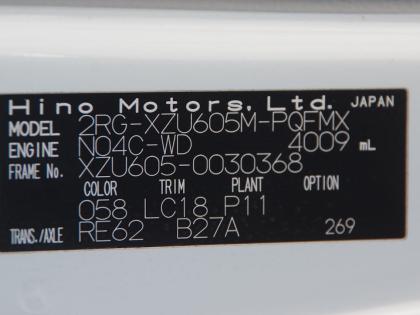 Hino Motors, Ltd. JAPAN
MODEL 2RG-XZU605M-PQFMX
ENGINE N04C-WD 4009 mL
FRAME No. XZU605-0030368
COLOR TRIM PLANT OPTION
058 LC18 P11
TRANS./AXLE RE62 B27A 269